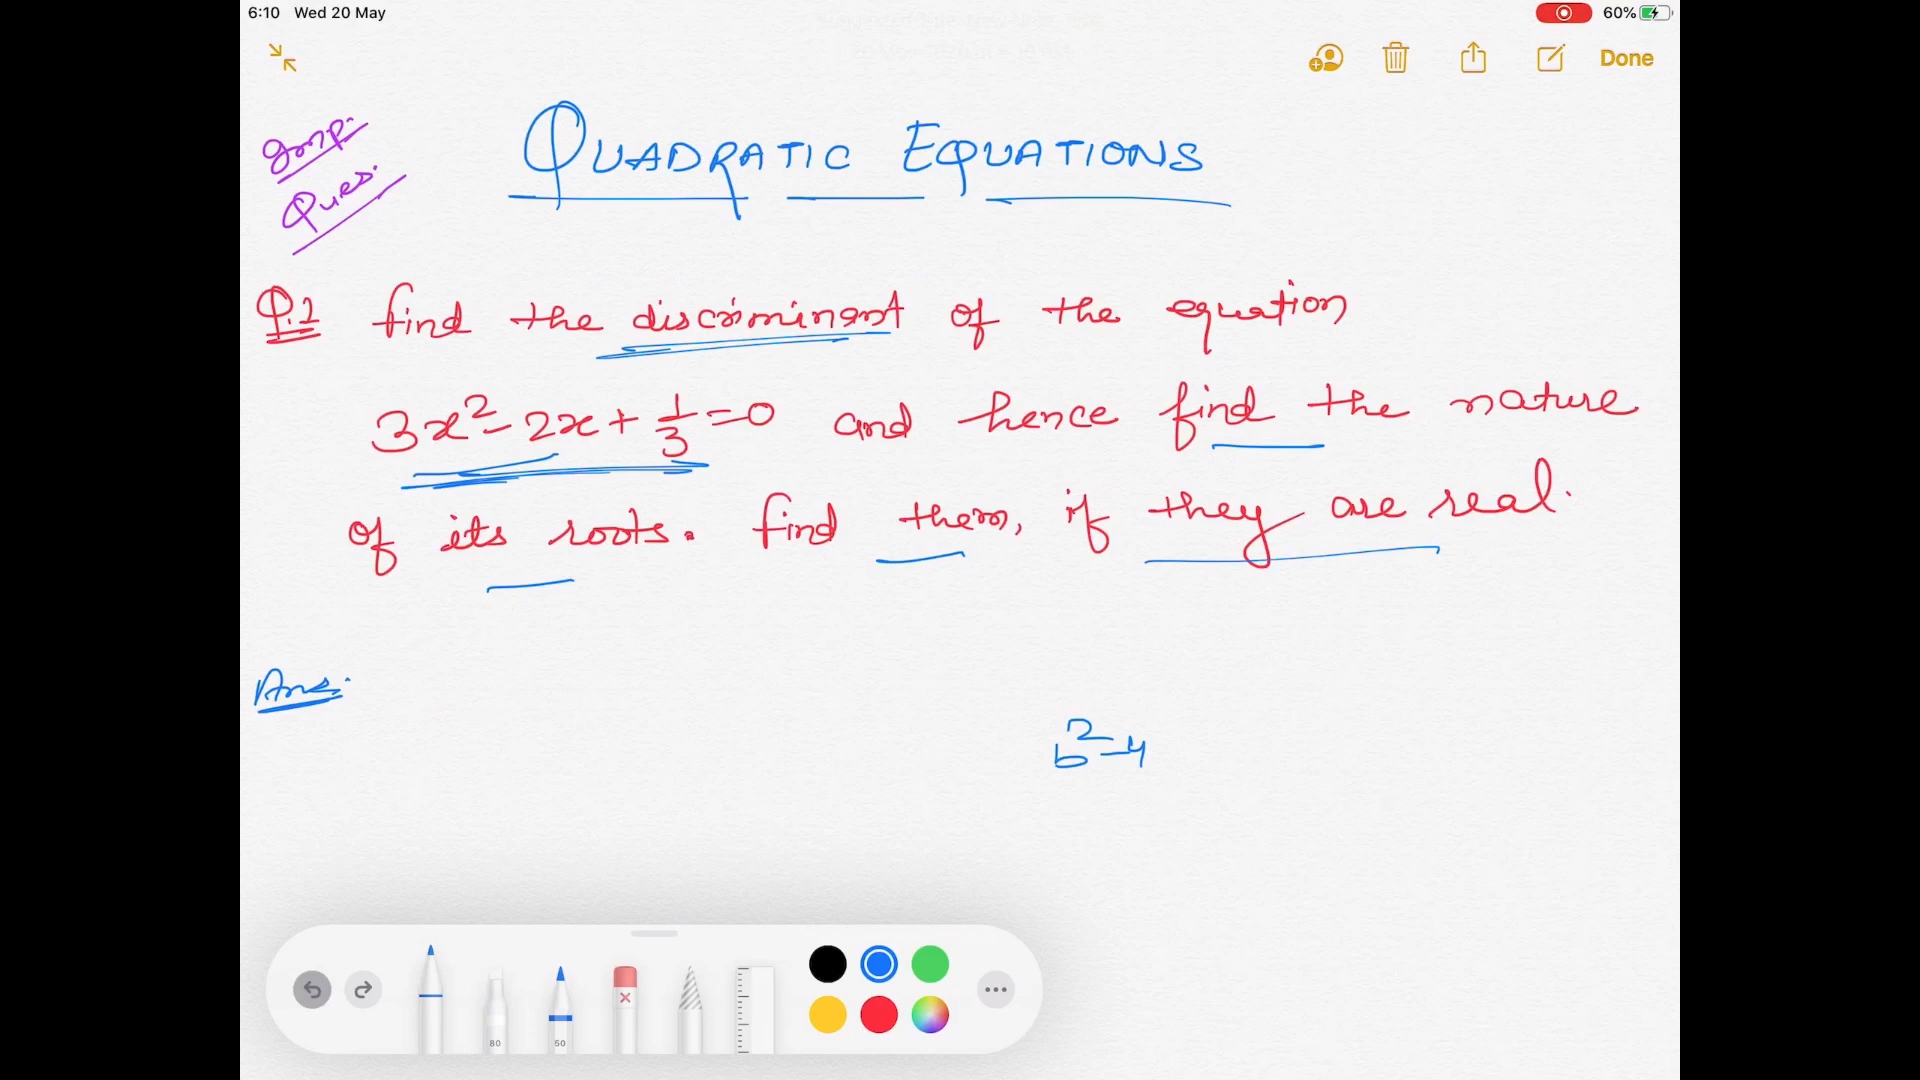 6:10 Wed 20 May
60%
Done
Imp.
Ques.
QUADRATIC EQUATIONS
Q.1 find the discriminant of the equation
3x² - 2x + 1/3 = 0 and hence find the nature
of its roots. find them, if they are real.
Ans:
b² - 4
80
50